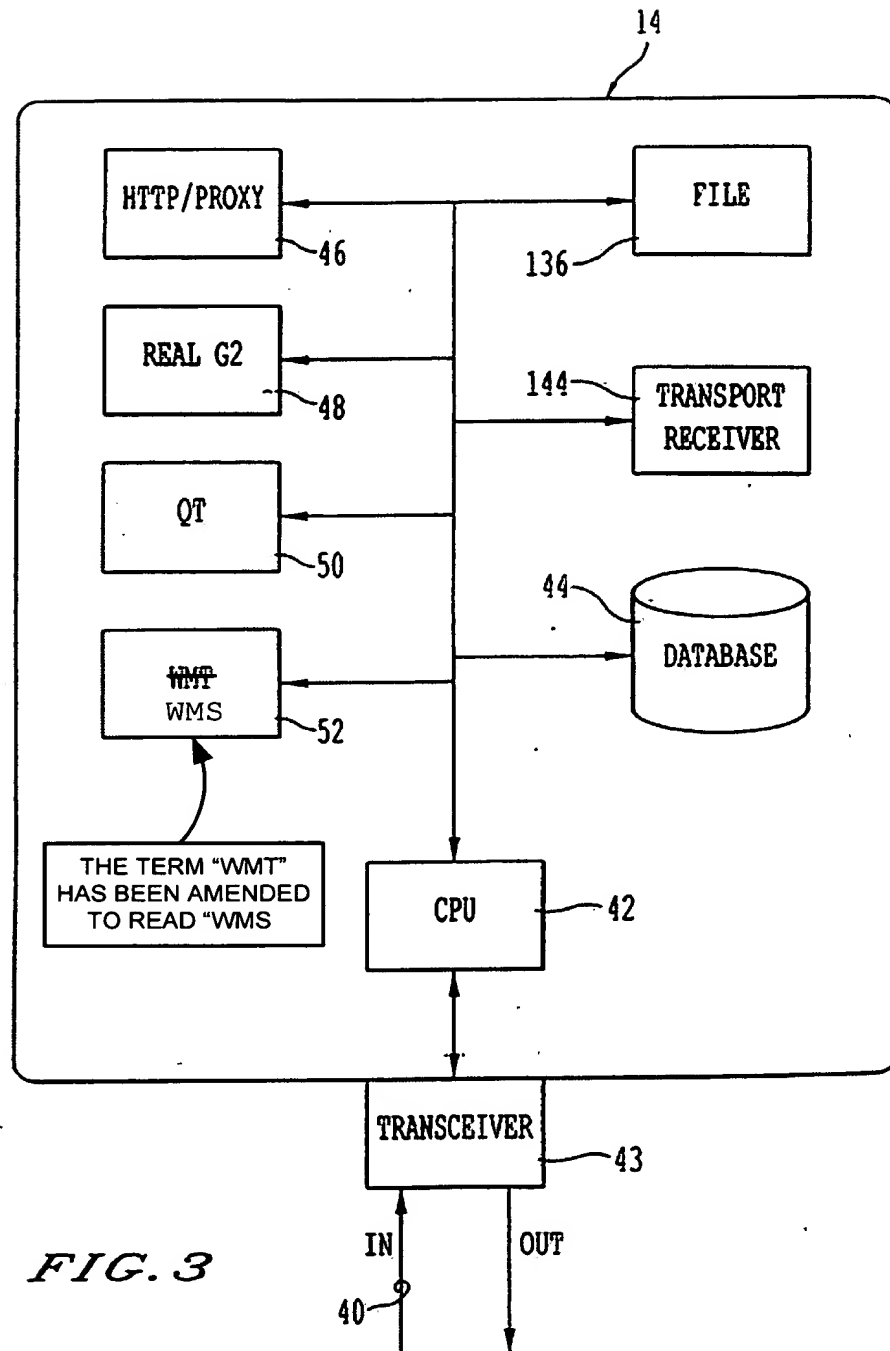 14
HTTP/PROXY
46
FILE
136
REAL G2
48
144
TRANSPORT
RECEIVER
QT
50
44
DATABASE
WMT
WMS
52
THE TERM “WMT”
HAS BEEN AMENDED
TO READ “WMS
CPU
42
TRANSCEIVER
43
IN
OUT
40
FIG. 3